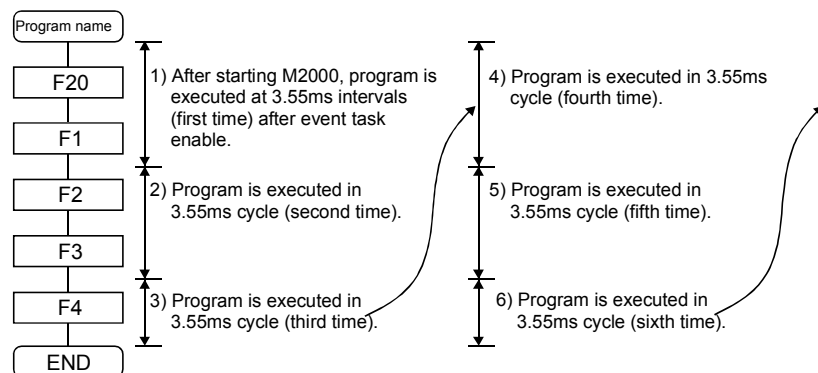 Program name
F20
F1
F2
F3
F4
END
1) After starting M2000, program is
executed at 3.55ms intervals
(first time) after event task
enable.
2) Program is executed in
3.55ms cycle (second time).
3) Program is executed in
3.55ms cycle (third time).
4) Program is executed in 3.55ms
cycle (fourth time).
5) Program is executed in
3.55ms cycle (fifth time).
6) Program is executed in
3.55ms cycle (sixth time).